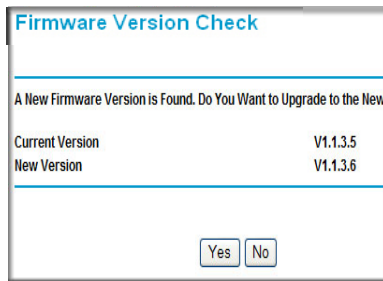 Firmware Version Check
A New Firmware Version is Found. Do You Want to Upgrade to the New
Current Version V1.1.3.5
New Version V1.1.3.6
Yes No